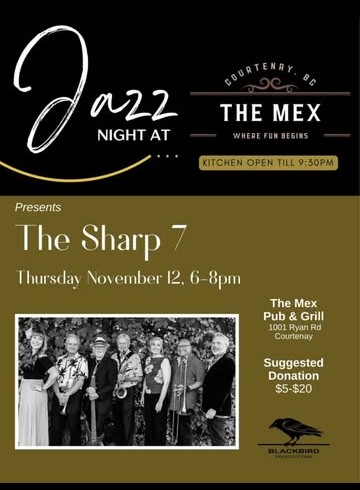 Jazz
NIGHT AT
COURTENAY, BC
THE MEX
WHERE FUN BEGINS
KITCHEN OPEN TILL 9:30PM
Presents
The Sharp 7
Thursday November 12, 6-8pm
The Mex
Pub & Grill
1001 Ryan Rd
Courtenay
Suggested
Donation
$5-$20
BLACKBIRD
PRODUCTIONS